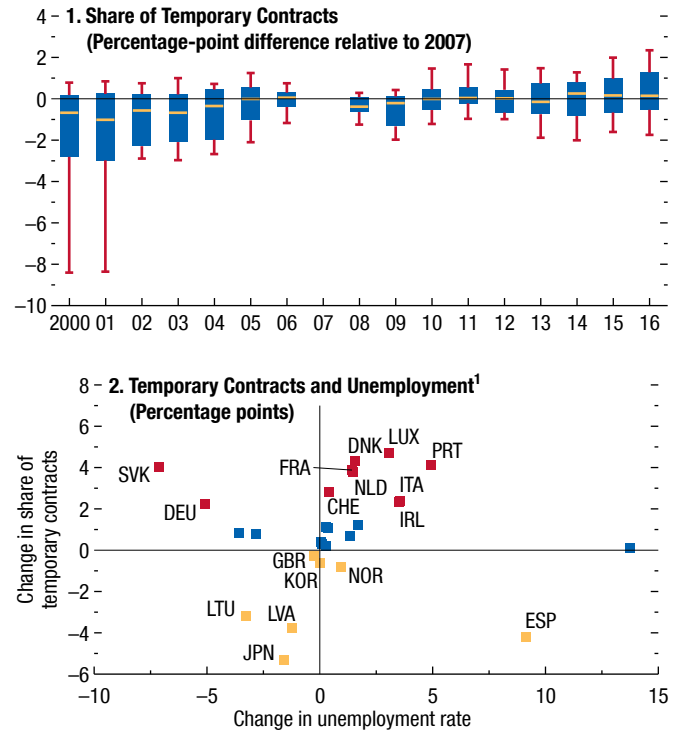 1. Share of Temporary Contracts
(Percentage-point difference relative to 2007)
4
2
0
–2
–4
–6
–8
–10
2000 01 02 03 04 05 06 07 08 09 10 11 12 13 14 15 16
2. Temporary Contracts and Unemployment¹
(Percentage points)
Change in share of
temporary contracts
8
6
4
2
0
–2
–4
–6
SVK
DEU
FRA
DNK
LUX
PRT
NLD
ITA
CHE
IRL
GBR
KOR
NOR
LTU
LVA
JPN
ESP
–10 –5 0 5 10 15
Change in unemployment rate